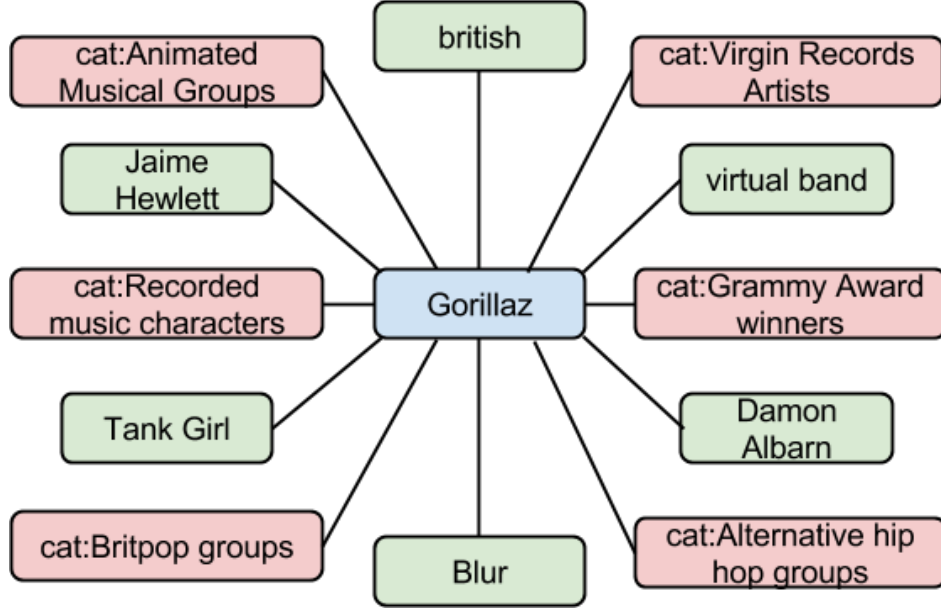 british
cat:Animated
Musical Groups
cat:Virgin Records
Artists
Jaime
Hewlett
virtual band
cat:Recorded
music characters
Gorillaz
cat:Grammy Award
winners
Tank Girl
Damon
Albarn
cat:Britpop groups
Blur
cat:Alternative hip
hop groups